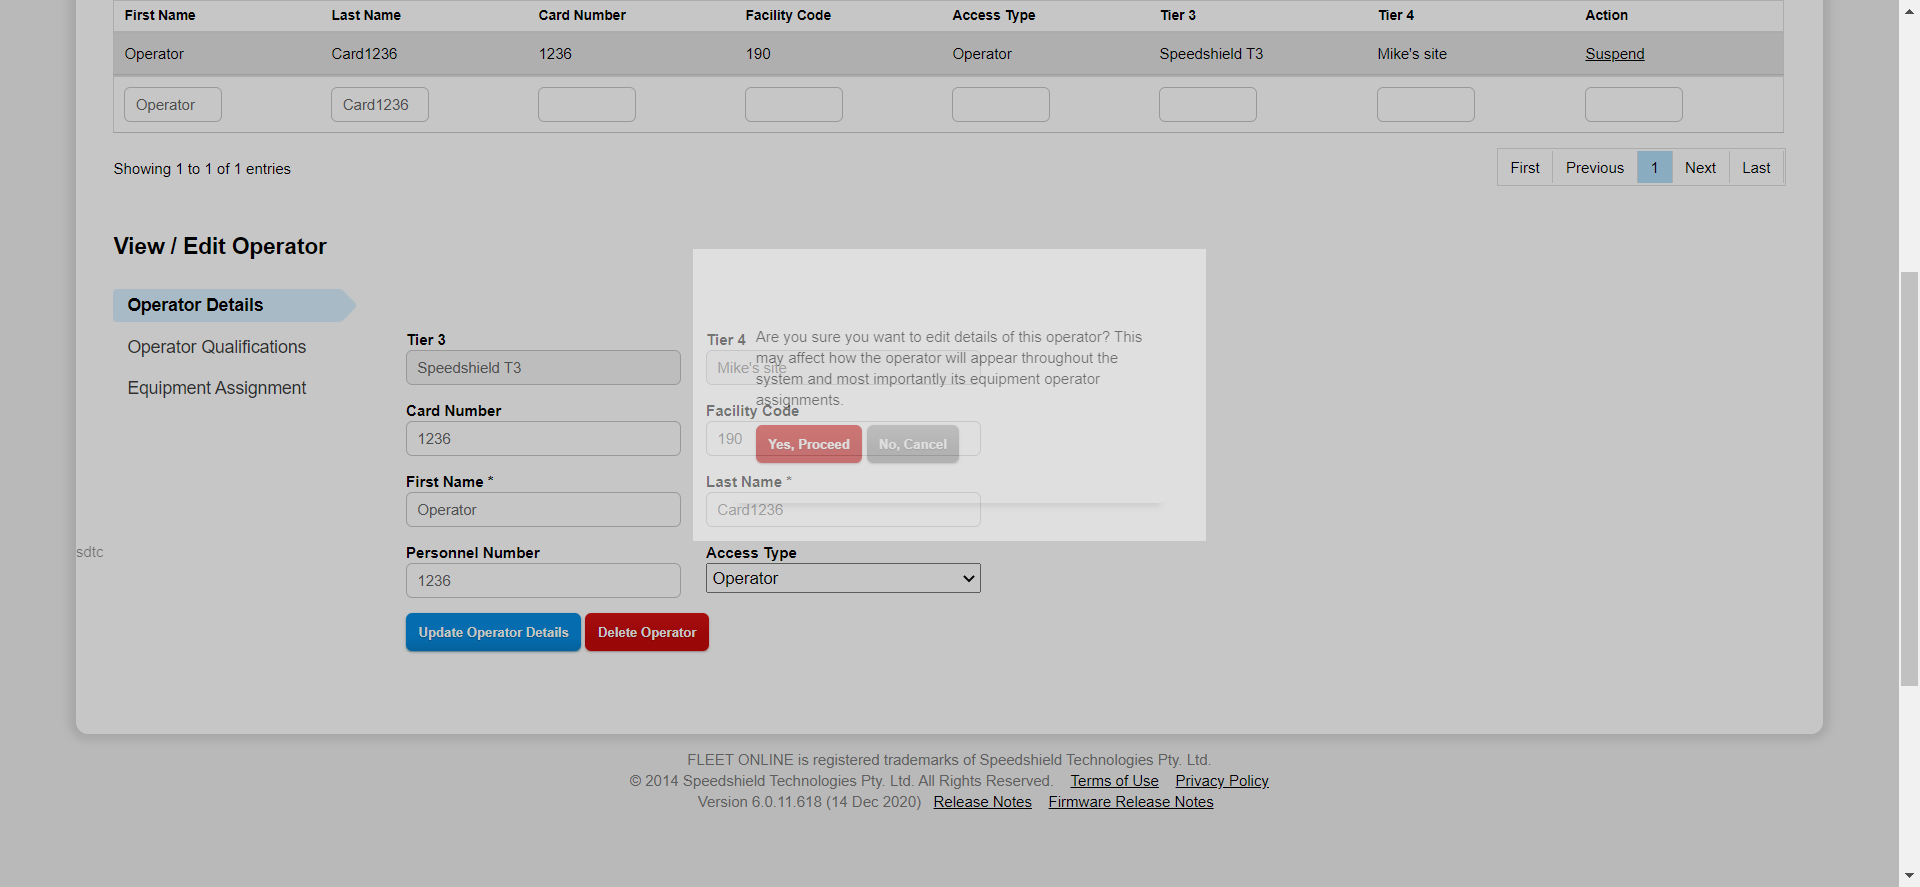 First Name Last Name Card Number Facility Code Access Type Tier 3 Tier 4 Action
Operator Card1236 1236 190 Operator Speedshield T3 Mike's site Suspend
Operator Card1236
Showing 1 to 1 of 1 entries
First Previous 1 Next Last
View / Edit Operator
Operator Details
Operator Qualifications
Equipment Assignment
Tier 3 Tier 4
Speedshield T3 Mike's site
Are you sure you want to edit details of this operator? This
may affect how the operator will appear throughout the
system and most importantly its equipment operator
assignments.
Yes, Proceed No, Cancel
Card Number Facility Code
1236 190
First Name * Last Name *
Operator Card1236
sdtc
Personnel Number Access Type
1236 Operator
Update Operator Details Delete Operator
FLEET ONLINE is registered trademarks of Speedshield Technologies Pty. Ltd.
© 2014 Speedshield Technologies Pty. Ltd. All Rights Reserved. Terms of Use Privacy Policy
Version 6.0.11.618 (14 Dec 2020) Release Notes Firmware Release Notes